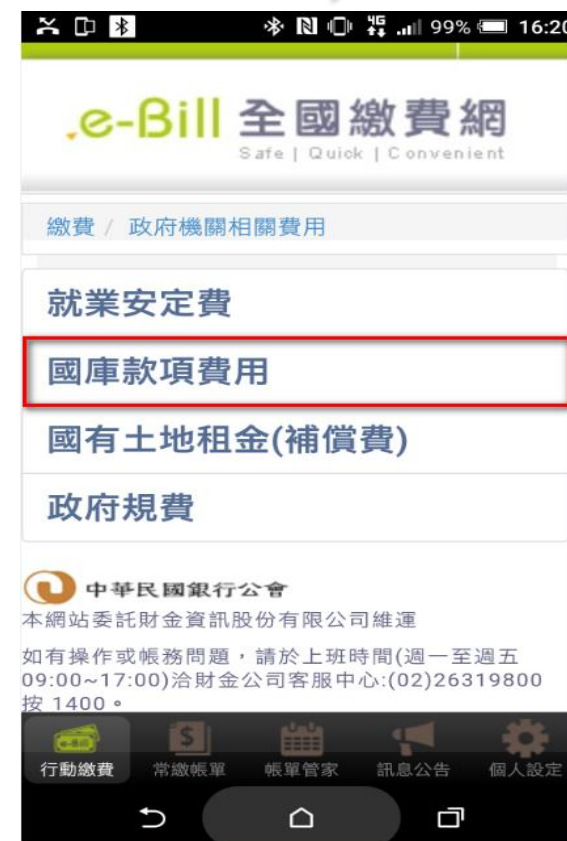 99% 16:20
e-Bill 全國繳費網
Safe | Quick | Convenient
繳費 / 政府機關相關費用
就業安定費
國庫款項費用
國有土地租金(補償費)
政府規費
中華民國銀行公會
本網站委託財金資訊股份有限公司維運
如有操作或帳務問題，請於上班時間(週一至週五
09:00~17:00)洽財金公司客服中心:(02)26319800
按 1400。
行動繳費 常繳帳單 帳單管家 訊息公告 個人設定